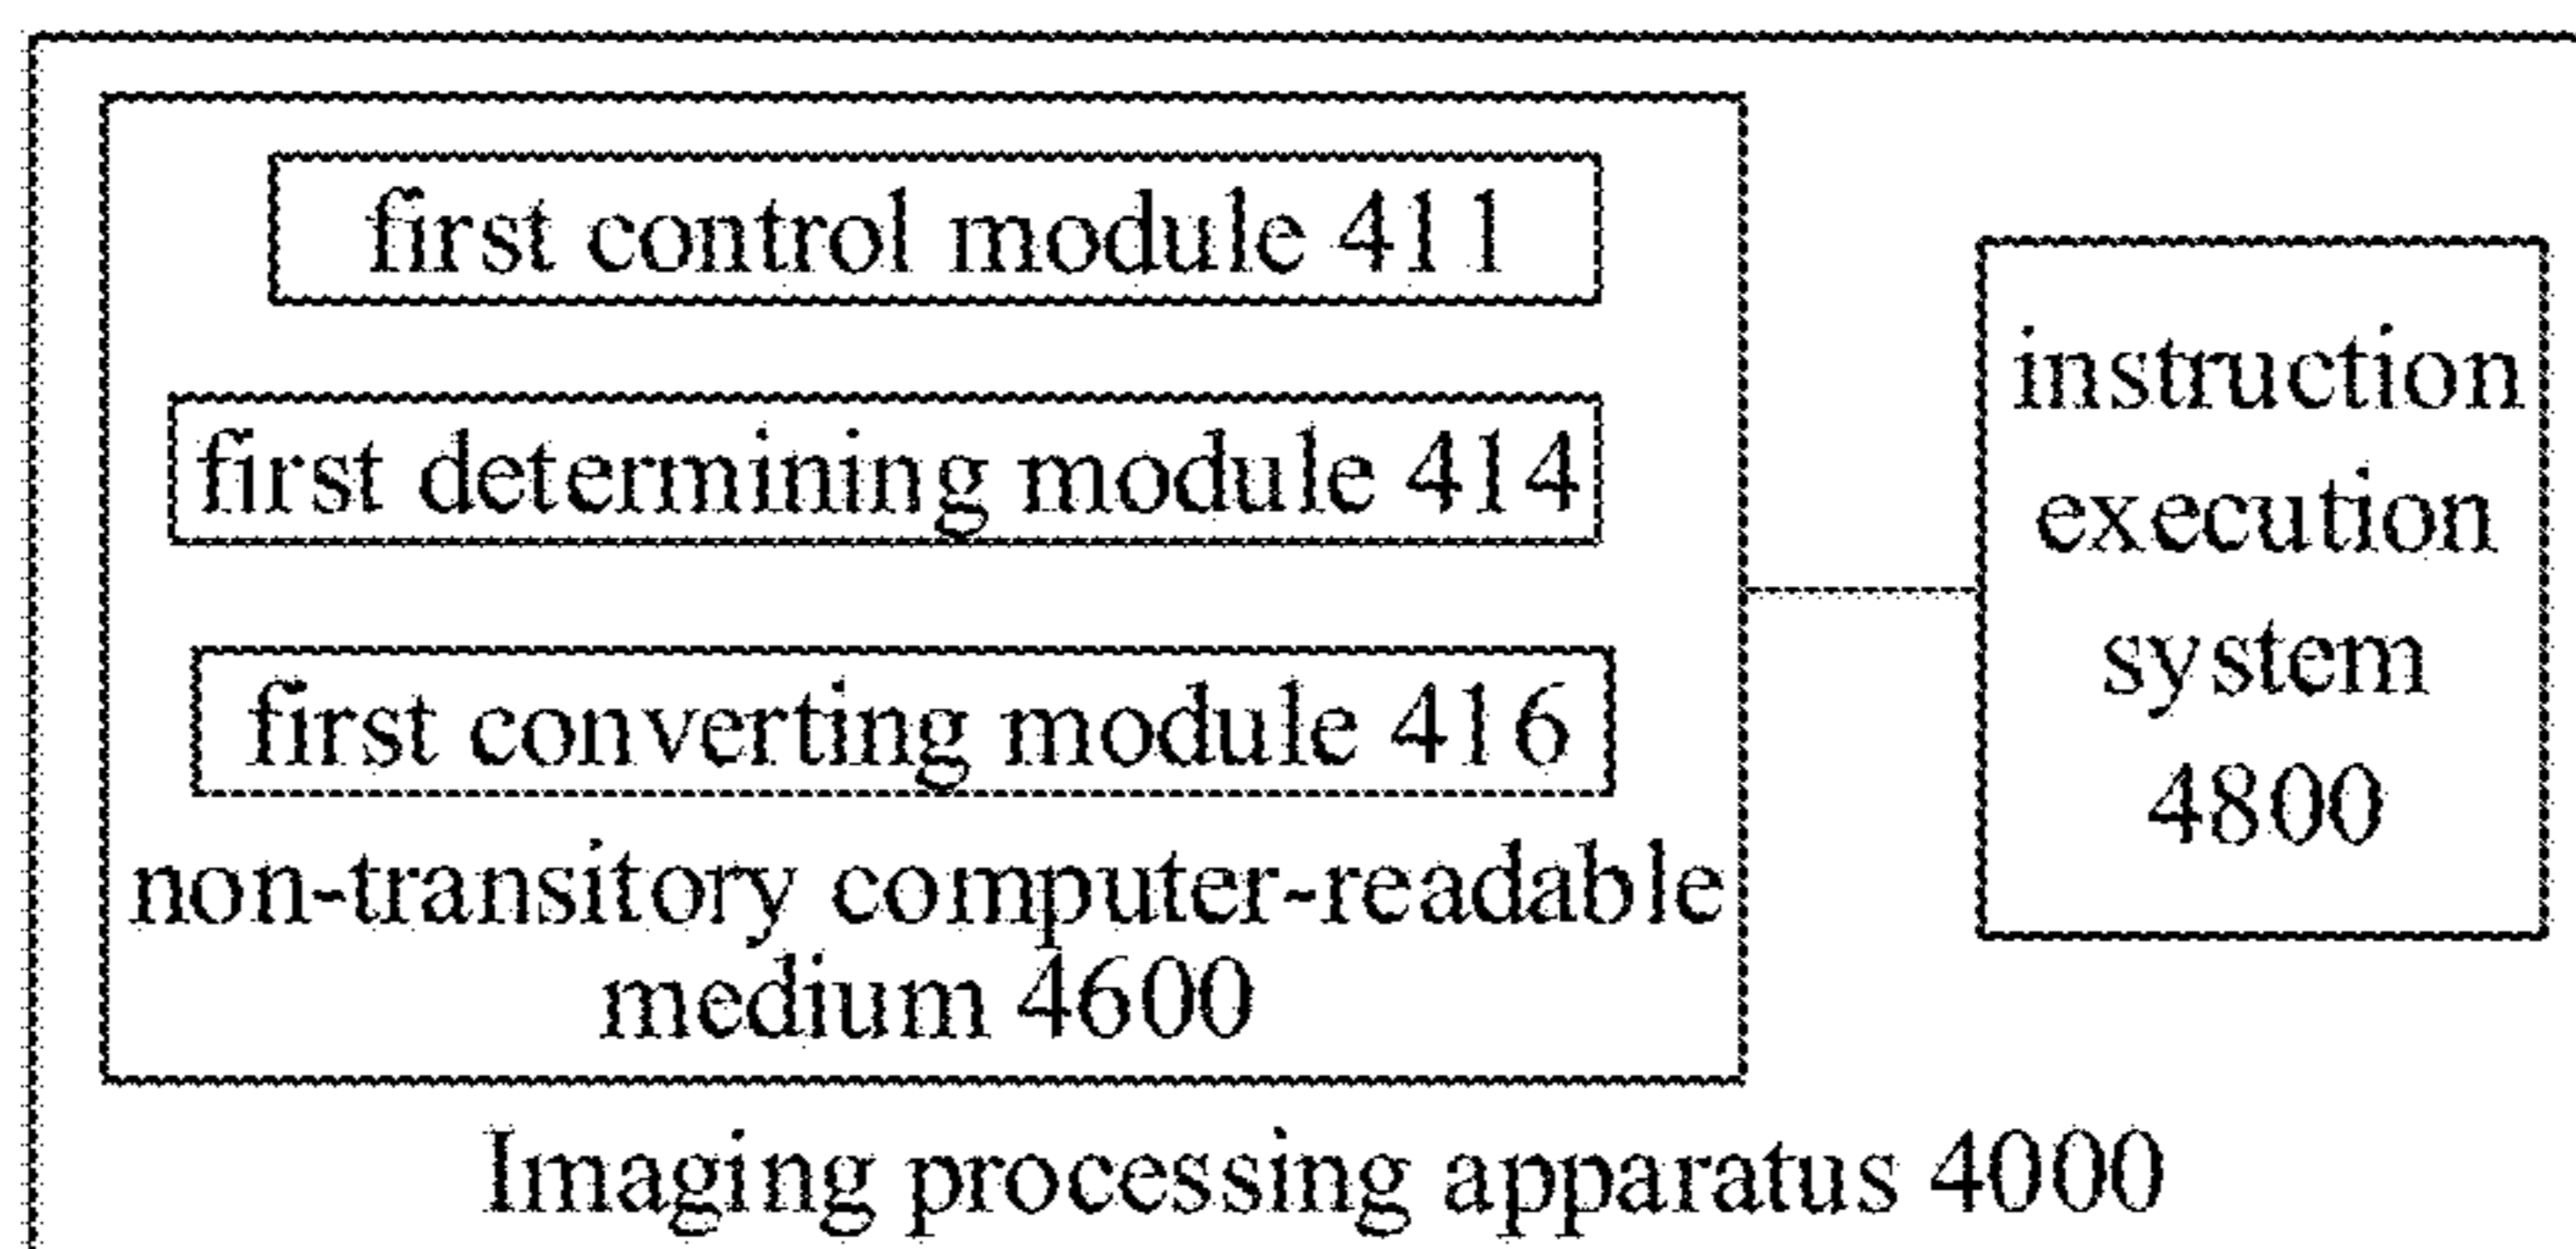 first control module 411
first determining module 414
first converting module 416
non-transitory computer-readable
medium 4600
instruction
execution
system
4800
Imaging processing apparatus 4000